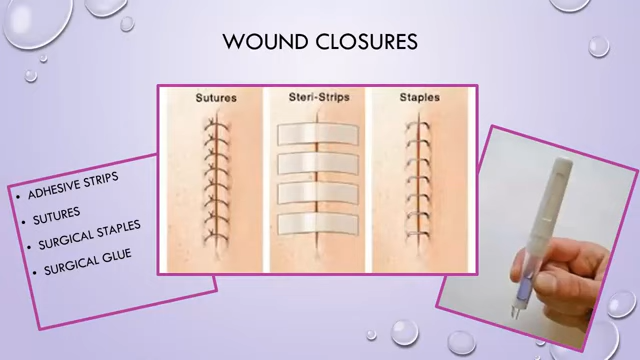 WOUND CLOSURES
Sutures
Steri-Strips
Staples
• ADHESIVE STRIPS
• SUTURES
• SURGICAL STAPLES
• SURGICAL GLUE